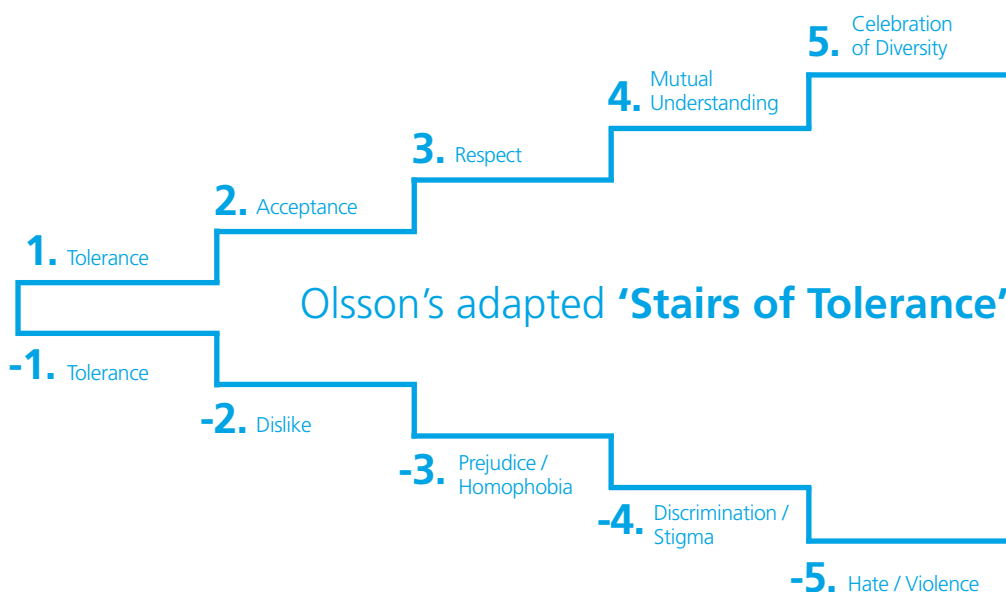 5. Celebration
of Diversity
4. Mutual
Understanding
3. Respect
2. Acceptance
1. Tolerance
Olsson’s adapted ‘Stairs of Tolerance’
-1. Tolerance
-2. Dislike
-3. Prejudice /
Homophobia
-4. Discrimination /
Stigma
-5. Hate / Violence